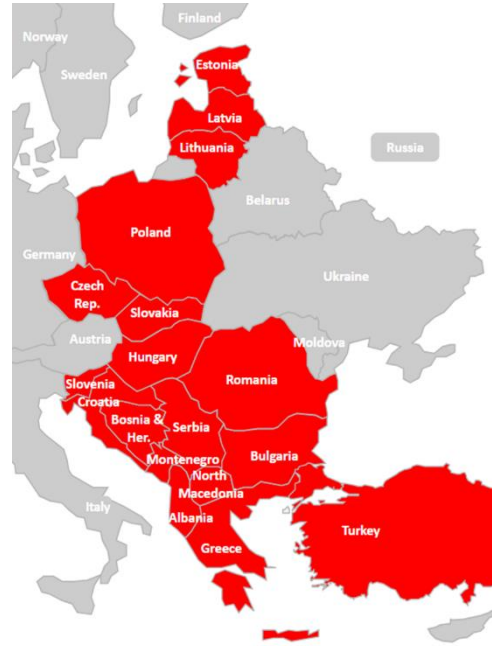 Finland
Norway
Sweden
Estonia
Latvia
Lithuania
Russia
Belarus
Poland
Germany
Ukraine
Czech
Rep.
Slovakia
Austria
Moldova
Hungary
Romania
Slovenia
Croatia
Bosnia &
Her.
Serbia
Montenegro
Bulgaria
North
Macedonia
Italy
Albania
Turkey
Greece